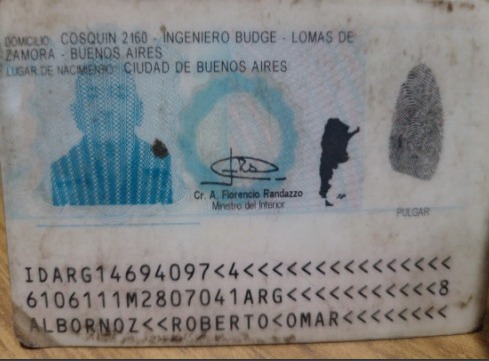 DOMICILIO: COSQUIN 2160 - INGENIERO BUDGE - LOMAS DE
ZAMORA - BUENOS AIRES
LUGAR DE NACIMIENTO: CIUDAD DE BUENOS AIRES
Cr. A. Florencio Randazzo
Ministro del Interior
PULGAR
IDARG14694097<4<<<<<<<<<<<<<<<
6106111M2807041ARG<<<<<<<<<<<8
ALBORNOZ<<ROBERTO<OMAR<<<<<<<<